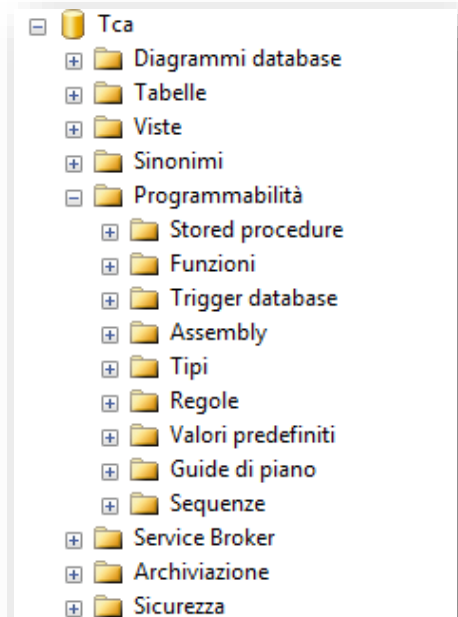 Tca
Diagrammi database
Tabelle
Viste
Sinonimi
Programmabilità
Stored procedure
Funzioni
Trigger database
Assembly
Tipi
Regole
Valori predefiniti
Guide di piano
Sequenze
Service Broker
Archiviazione
Sicurezza